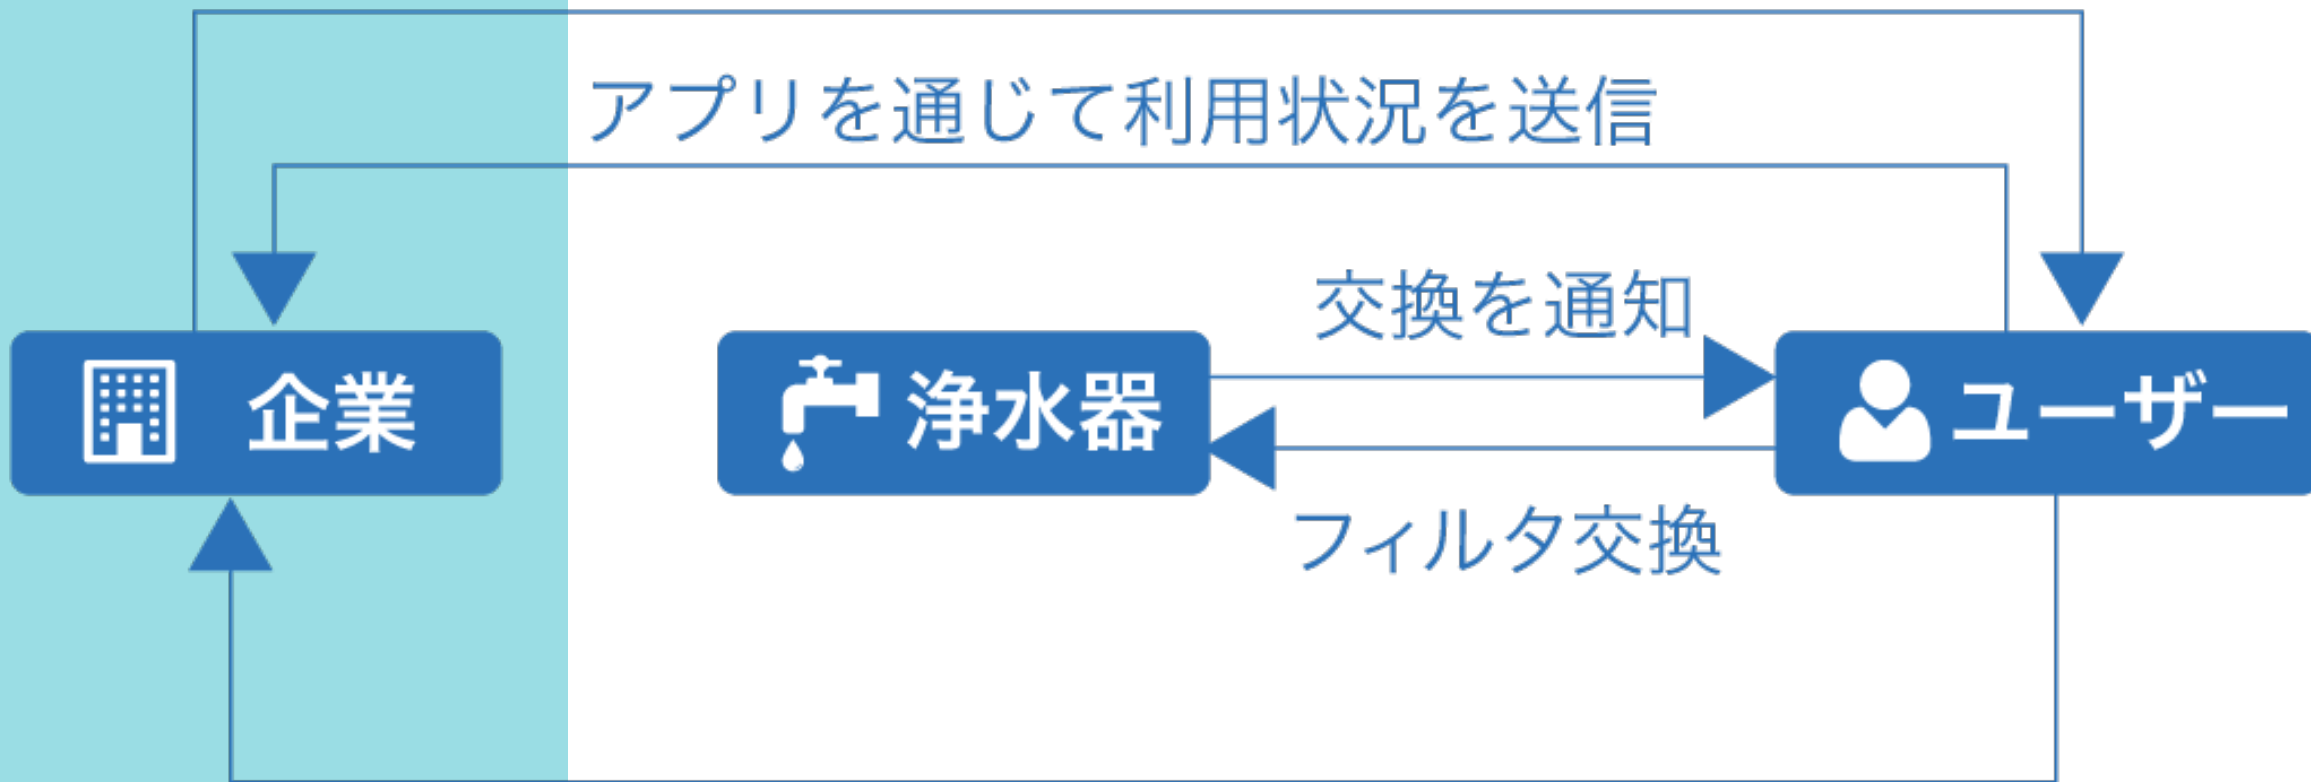 アプリを通じて利用状況を送信
交換を通知
企業
浄水器
ユーザー
フィルタ交換